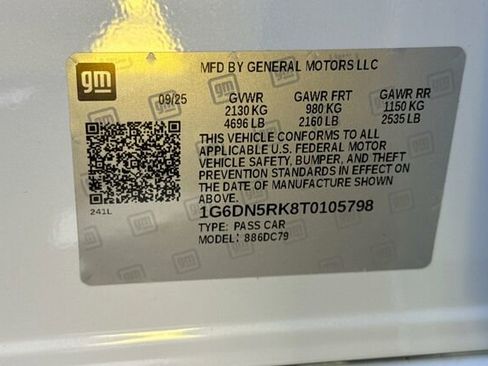 gm
MFD BY GENERAL MOTORS LLC
09/25 GVWR GAWR FRT GAWR RR
2130 KG 980 KG 1150 KG
4696 LB 2160 LB 2535 LB
THIS VEHICLE CONFORMS TO ALL
APPLICABLE U.S. FEDERAL MOTOR
VEHICLE SAFETY, BUMPER, AND THEFT
PREVENTION STANDARDS IN EFFECT ON
THE DATE OF MANUFACTURE SHOWN
ABOVE.
241L
1G6DN5RK8T0105798
TYPE: PASS CAR
MODEL: 886DC79